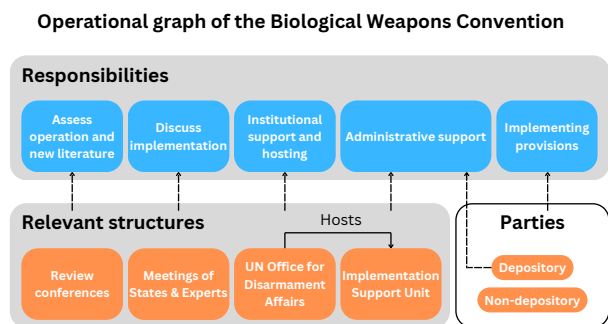 Operational graph of the Biological Weapons Convention
Responsibilities
Assess
operation and
new literature
Discuss
implementation
Institutional
support and
hosting
Administrative support
Implementing
provisions
Relevant structures
Hosts
Parties
Review
conferences
Meetings of
States & Experts
UN Office for
Disarmament
Affairs
Implementation
Support Unit
Depository
Non-depository